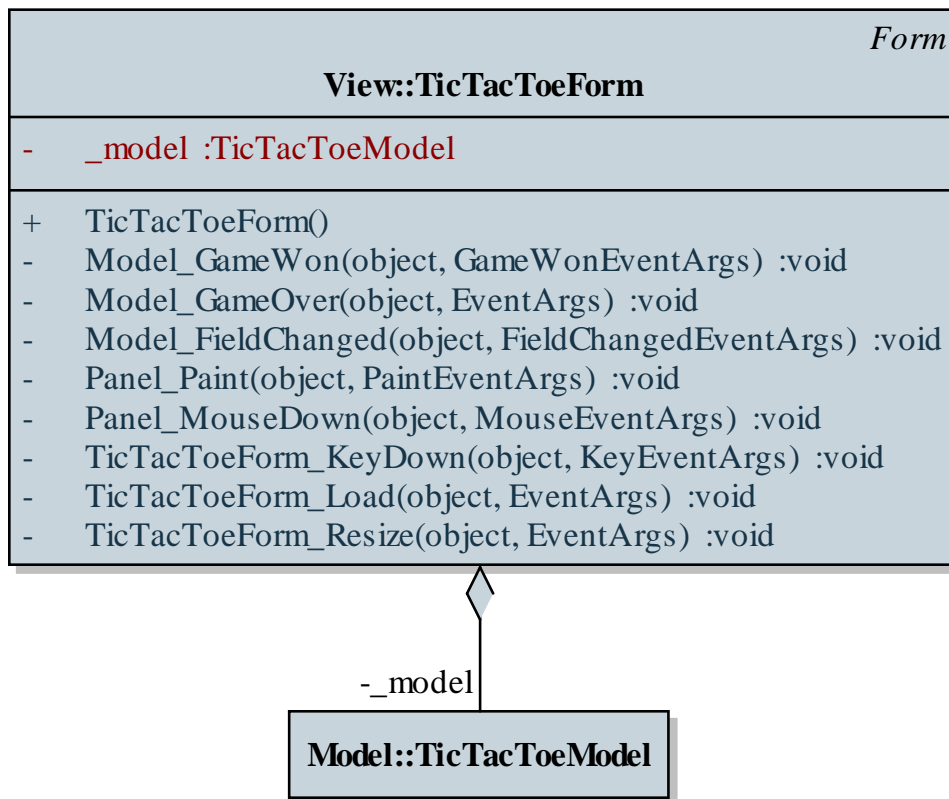 Form
View::TicTacToeForm
- _model :TicTacToeModel
+ TicTacToeForm()
- Model_GameWon(object, GameWonEventArgs) :void
- Model_GameOver(object, EventArgs) :void
- Model_FieldChanged(object, FieldChangedEventArgs) :void
- Panel_Paint(object, PaintEventArgs) :void
- Panel_MouseDown(object, MouseEventArgs) :void
- TicTacToeForm_KeyDown(object, KeyEventArgs) :void
- TicTacToeForm_Load(object, EventArgs) :void
- TicTacToeForm_Resize(object, EventArgs) :void
-_model
Model::TicTacToeModel